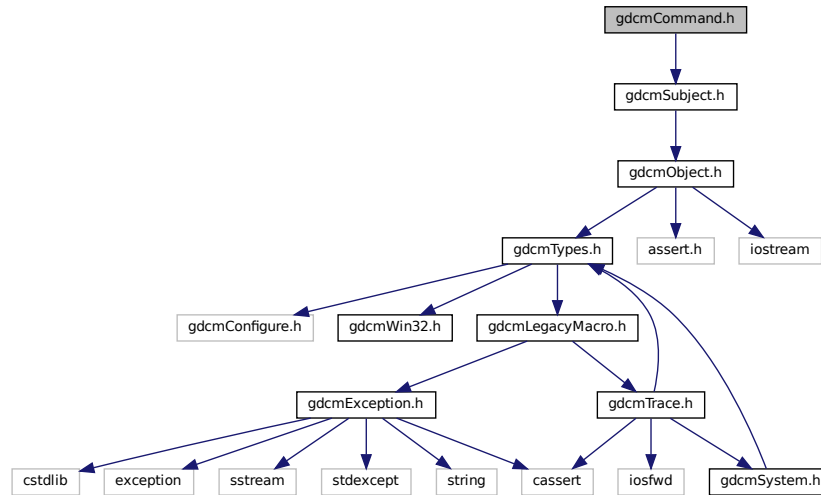 gdcmCommand.h
gdcmSubject.h
gdcmObject.h
gdcmTypes.h
assert.h
iostream
gdcmConfigure.h
gdcmWin32.h
gdcmLegacyMacro.h
gdcmException.h
gdcmTrace.h
cstdlib
exception
sstream
stdexcept
string
cassert
iosfwd
gdcmSystem.h